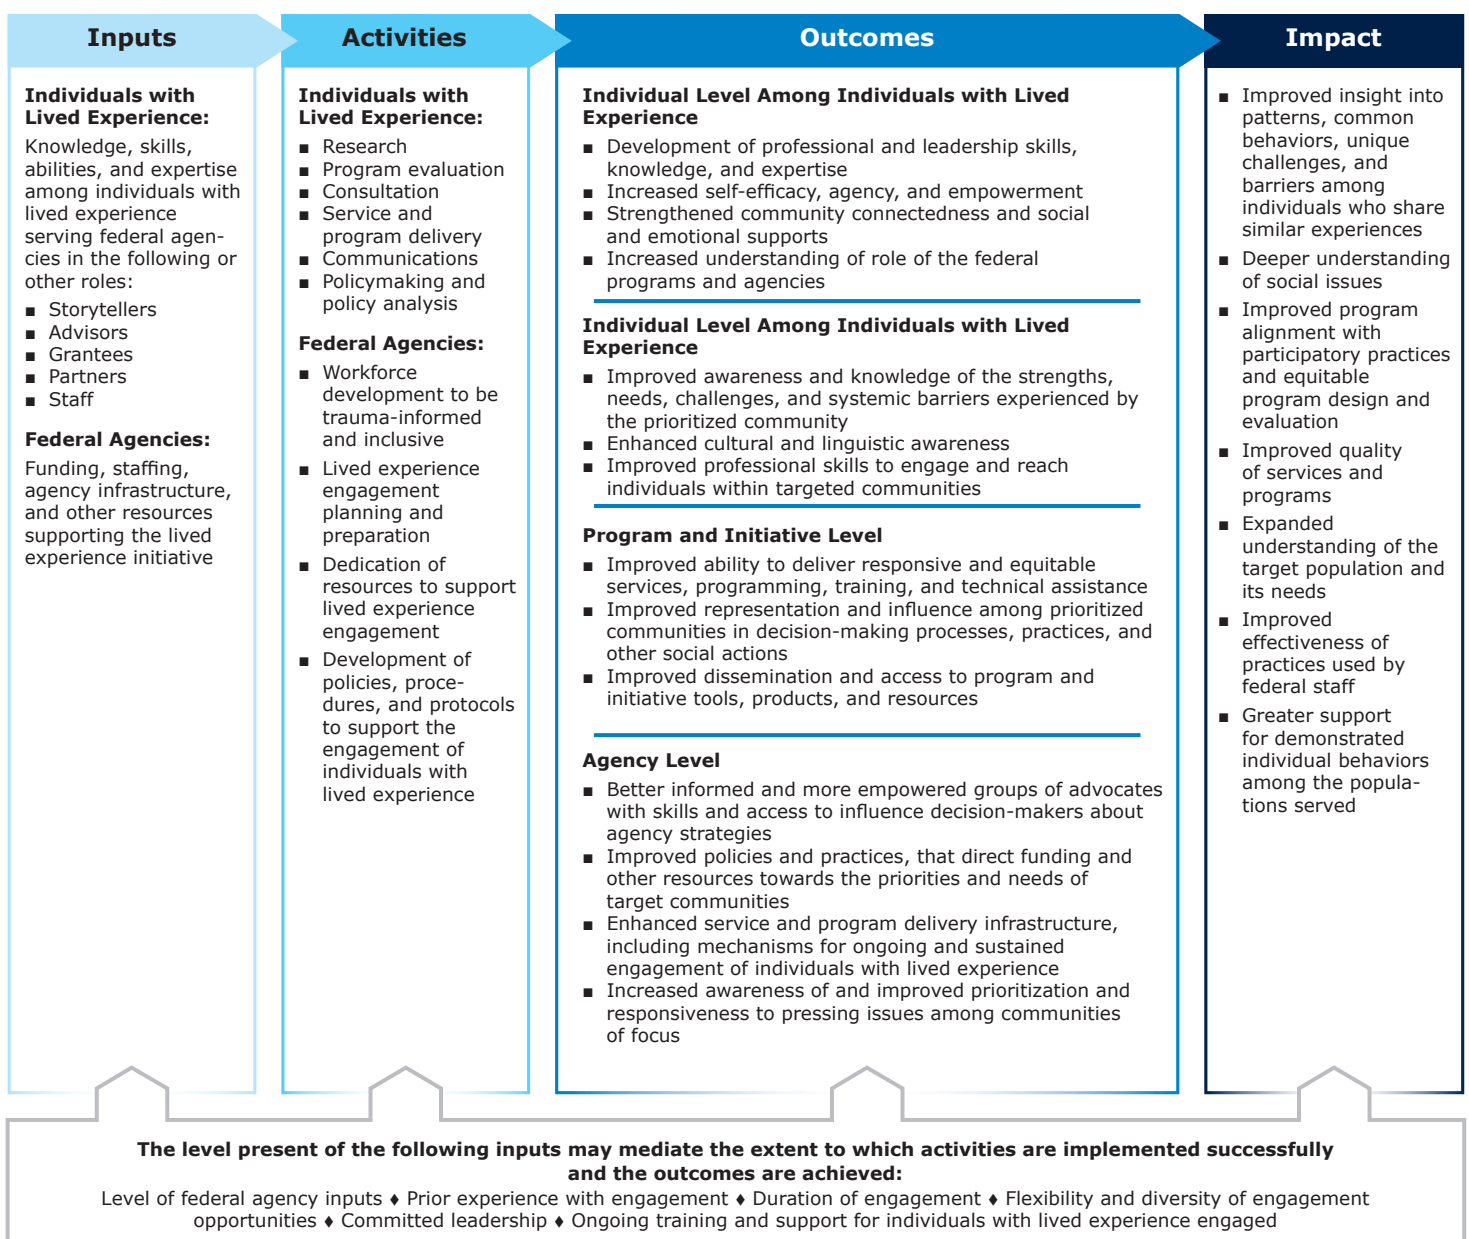 Inputs
Individuals with
Lived Experience:
Knowledge, skills,
abilities, and expertise
among individuals with
lived experience
serving federal agen-
cies in the following or
other roles:
■ Storytellers
■ Advisors
■ Grantees
■ Partners
■ Staff
Federal Agencies:
Funding, staffing,
agency infrastructure,
and other resources
supporting the lived
experience initiative
Activities
Individuals with
Lived Experience:
■ Research
■ Program evaluation
■ Consultation
■ Service and
program delivery
■ Communications
■ Policymaking and
policy analysis
Federal Agencies:
■ Workforce
development to be
trauma-informed
and inclusive
■ Lived experience
engagement
planning and
preparation
■ Dedication of
resources to support
lived experience
engagement
■ Development of
policies, proce-
dures, and protocols
to support the
engagement of
individuals with
lived experience
Outcomes
Individual Level Among Individuals with Lived
Experience
■ Development of professional and leadership skills,
knowledge, and expertise
■ Increased self-efficacy, agency, and empowerment
■ Strengthened community connectedness and social
and emotional supports
■ Increased understanding of role of the federal
programs and agencies
Individual Level Among Individuals with Lived
Experience
■ Improved awareness and knowledge of the strengths,
needs, challenges, and systemic barriers experienced by
the prioritized community
■ Enhanced cultural and linguistic awareness
■ Improved professional skills to engage and reach
individuals within targeted communities
Program and Initiative Level
■ Improved ability to deliver responsive and equitable
services, programming, training, and technical assistance
■ Improved representation and influence among prioritized
communities in decision-making processes, practices, and
other social actions
■ Improved dissemination and access to program and
initiative tools, products, and resources
Agency Level
■ Better informed and more empowered groups of advocates
with skills and access to influence decision-makers about
agency strategies
■ Improved policies and practices, that direct funding and
other resources towards the priorities and needs of
target communities
■ Enhanced service and program delivery infrastructure,
including mechanisms for ongoing and sustained
engagement of individuals with lived experience
■ Increased awareness of and improved prioritization and
responsiveness to pressing issues among communities
of focus
Impact
■ Improved insight into
patterns, common
behaviors, unique
challenges, and
barriers among
individuals who share
similar experiences
■ Deeper understanding
of social issues
■ Improved program
alignment with
participatory practices
and equitable
program design and
evaluation
■ Improved quality
of services and
programs
■ Expanded
understanding of the
target population and
its needs
■ Improved
effectiveness of
practices used by
federal staff
■ Greater support
for demonstrated
individual behaviors
among the popula-
tions served
The level present of the following inputs may mediate the extent to which activities are implemented successfully
and the outcomes are achieved:
Level of federal agency inputs ♦ Prior experience with engagement ♦ Duration of engagement ♦ Flexibility and diversity of engagement
opportunities ♦ Committed leadership ♦ Ongoing training and support for individuals with lived experience engaged